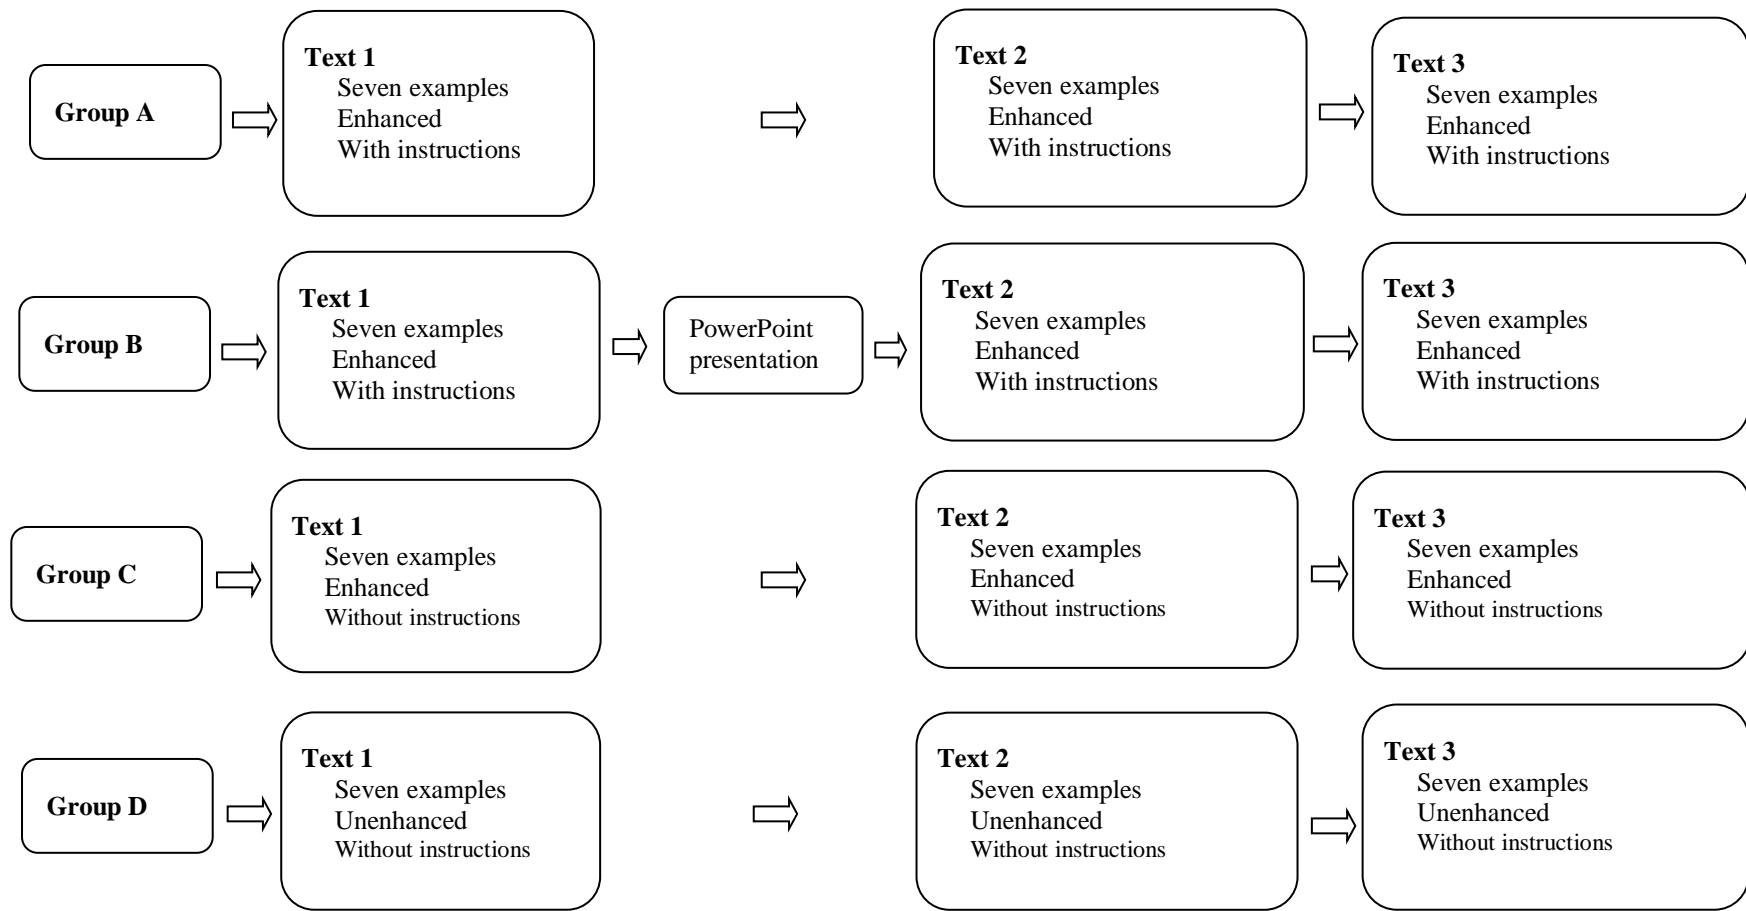 Group A
Text 1
Seven examples
Enhanced
With instructions
Text 2
Seven examples
Enhanced
With instructions
Text 3
Seven examples
Enhanced
With instructions
Group B
Text 1
Seven examples
Enhanced
With instructions
PowerPoint
presentation
Text 2
Seven examples
Enhanced
With instructions
Text 3
Seven examples
Enhanced
With instructions
Group C
Text 1
Seven examples
Enhanced
Without instructions
Text 2
Seven examples
Enhanced
Without instructions
Text 3
Seven examples
Enhanced
Without instructions
Group D
Text 1
Seven examples
Unenhanced
Without instructions
Text 2
Seven examples
Unenhanced
Without instructions
Text 3
Seven examples
Unenhanced
Without instructions